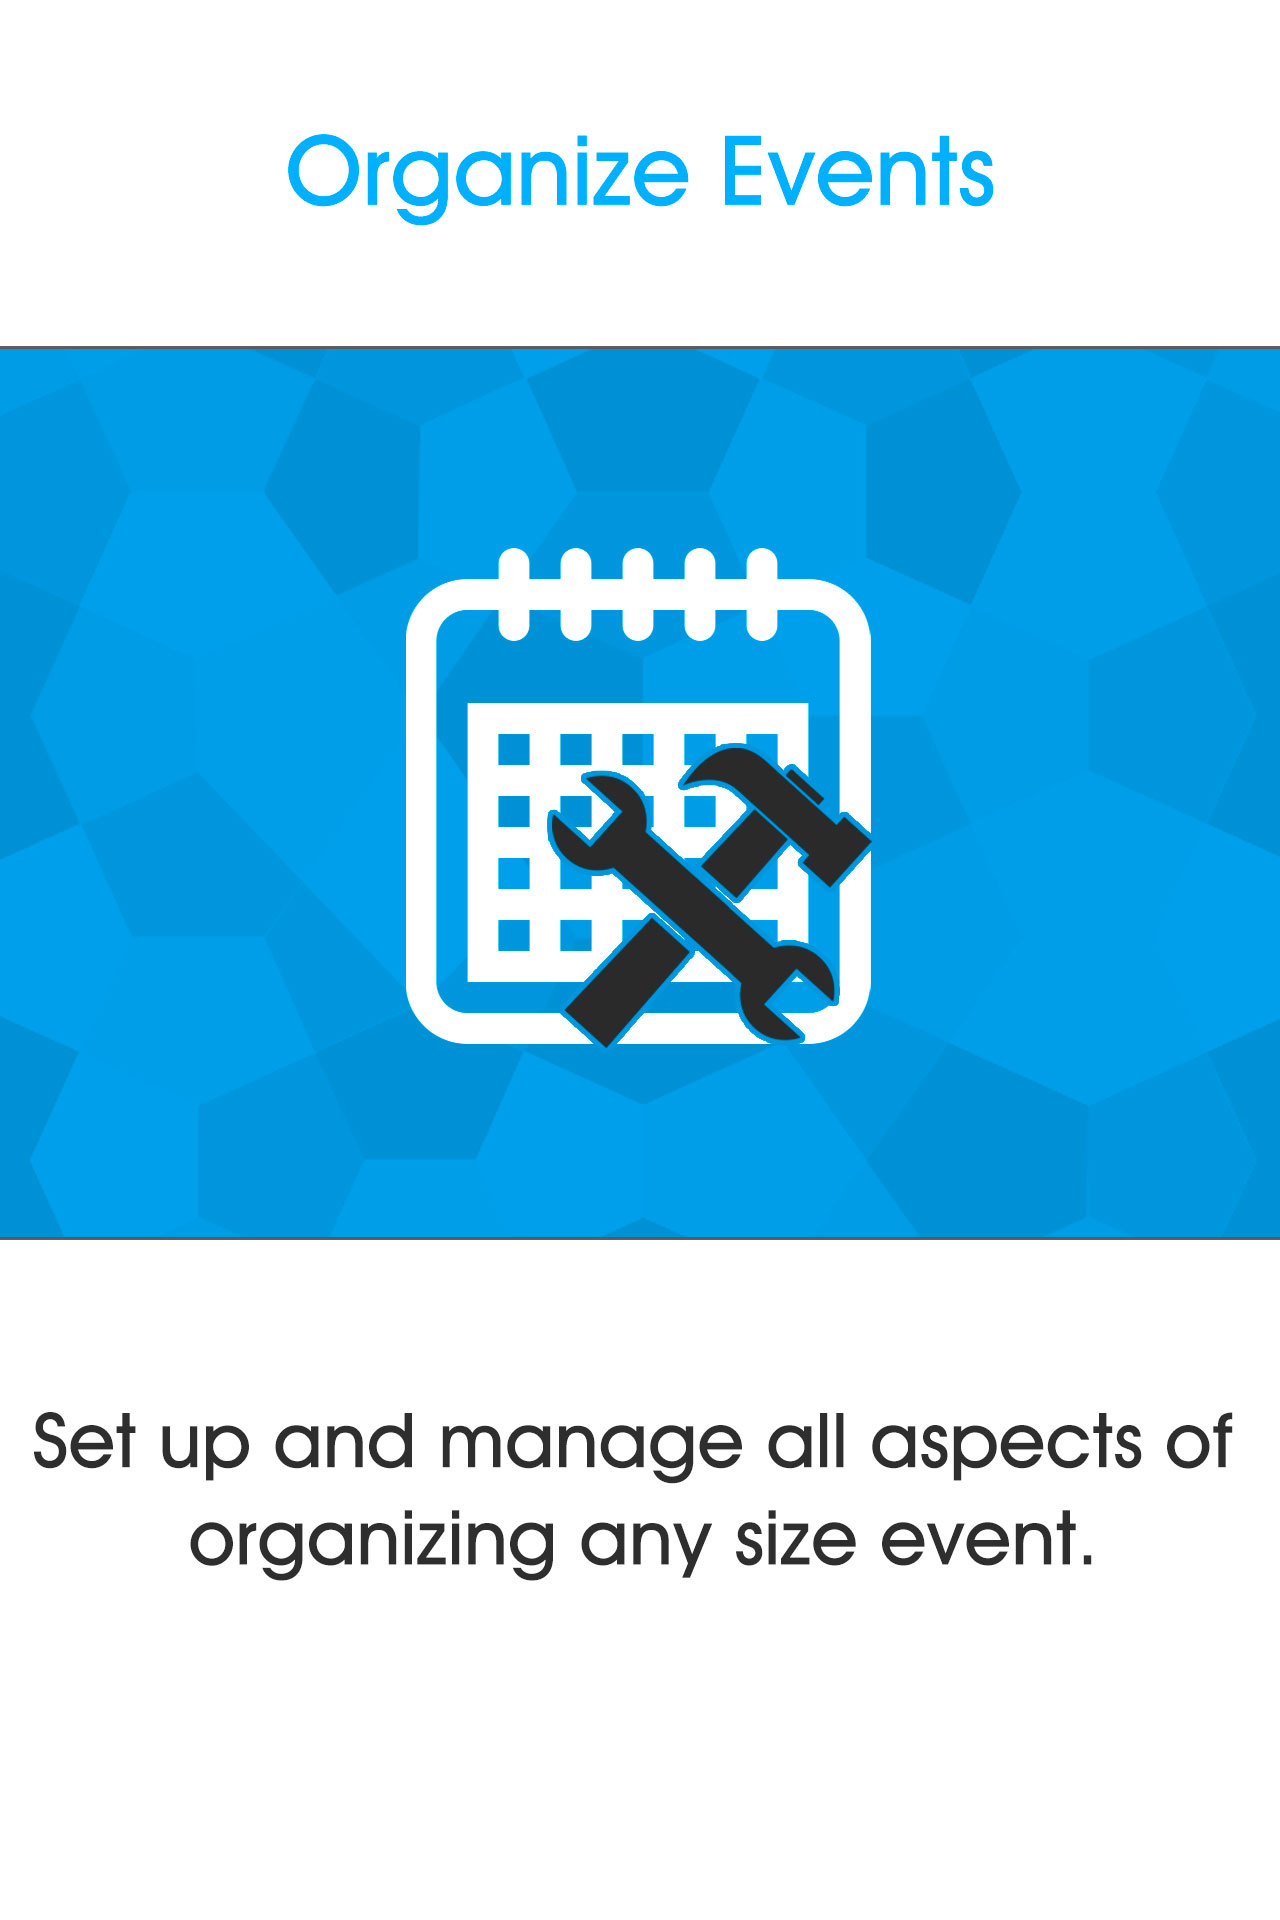 Organize Events
Set up and manage all aspects of
organizing any size event.